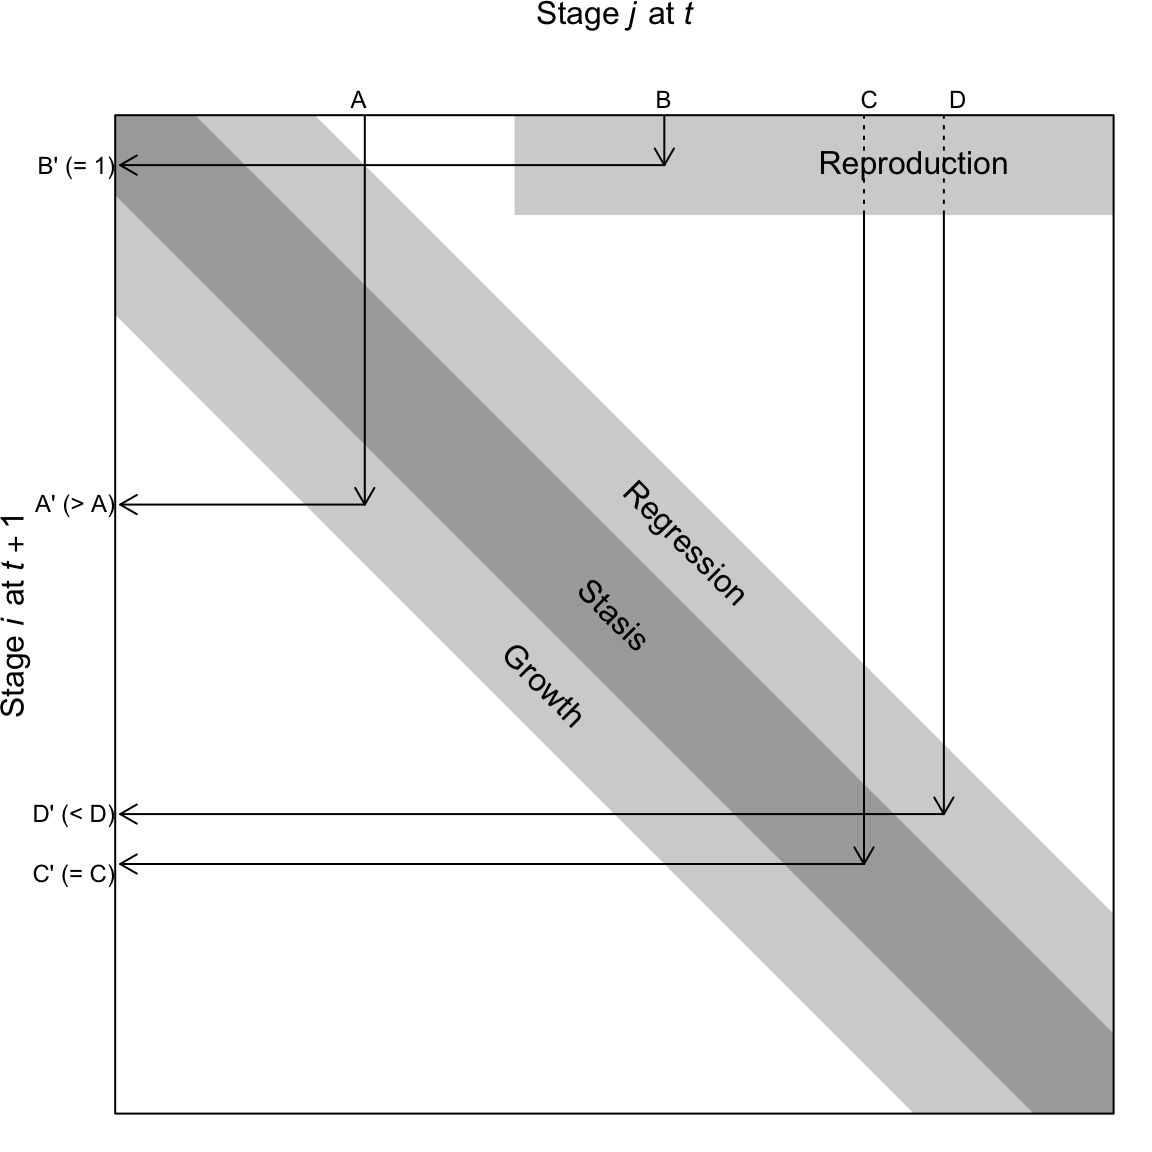 Stage j at t
A B C D
B' (= 1)
Reproduction
Regression
A' (> A)
Stage i at t + 1
Stasis
Growth
D' (< D)
C' (= C)